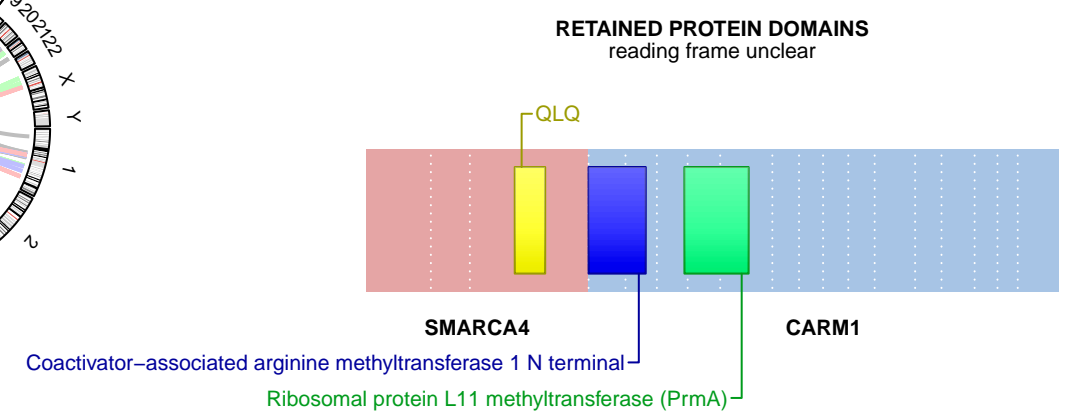 RETAINED PROTEIN DOMAINS
reading frame unclear
202122
X
Y
1
2
QLQ
SMARCA4
CARM1
Coactivator−associated arginine methyltransferase 1 N terminal
Ribosomal protein L11 methyltransferase (PrmA)